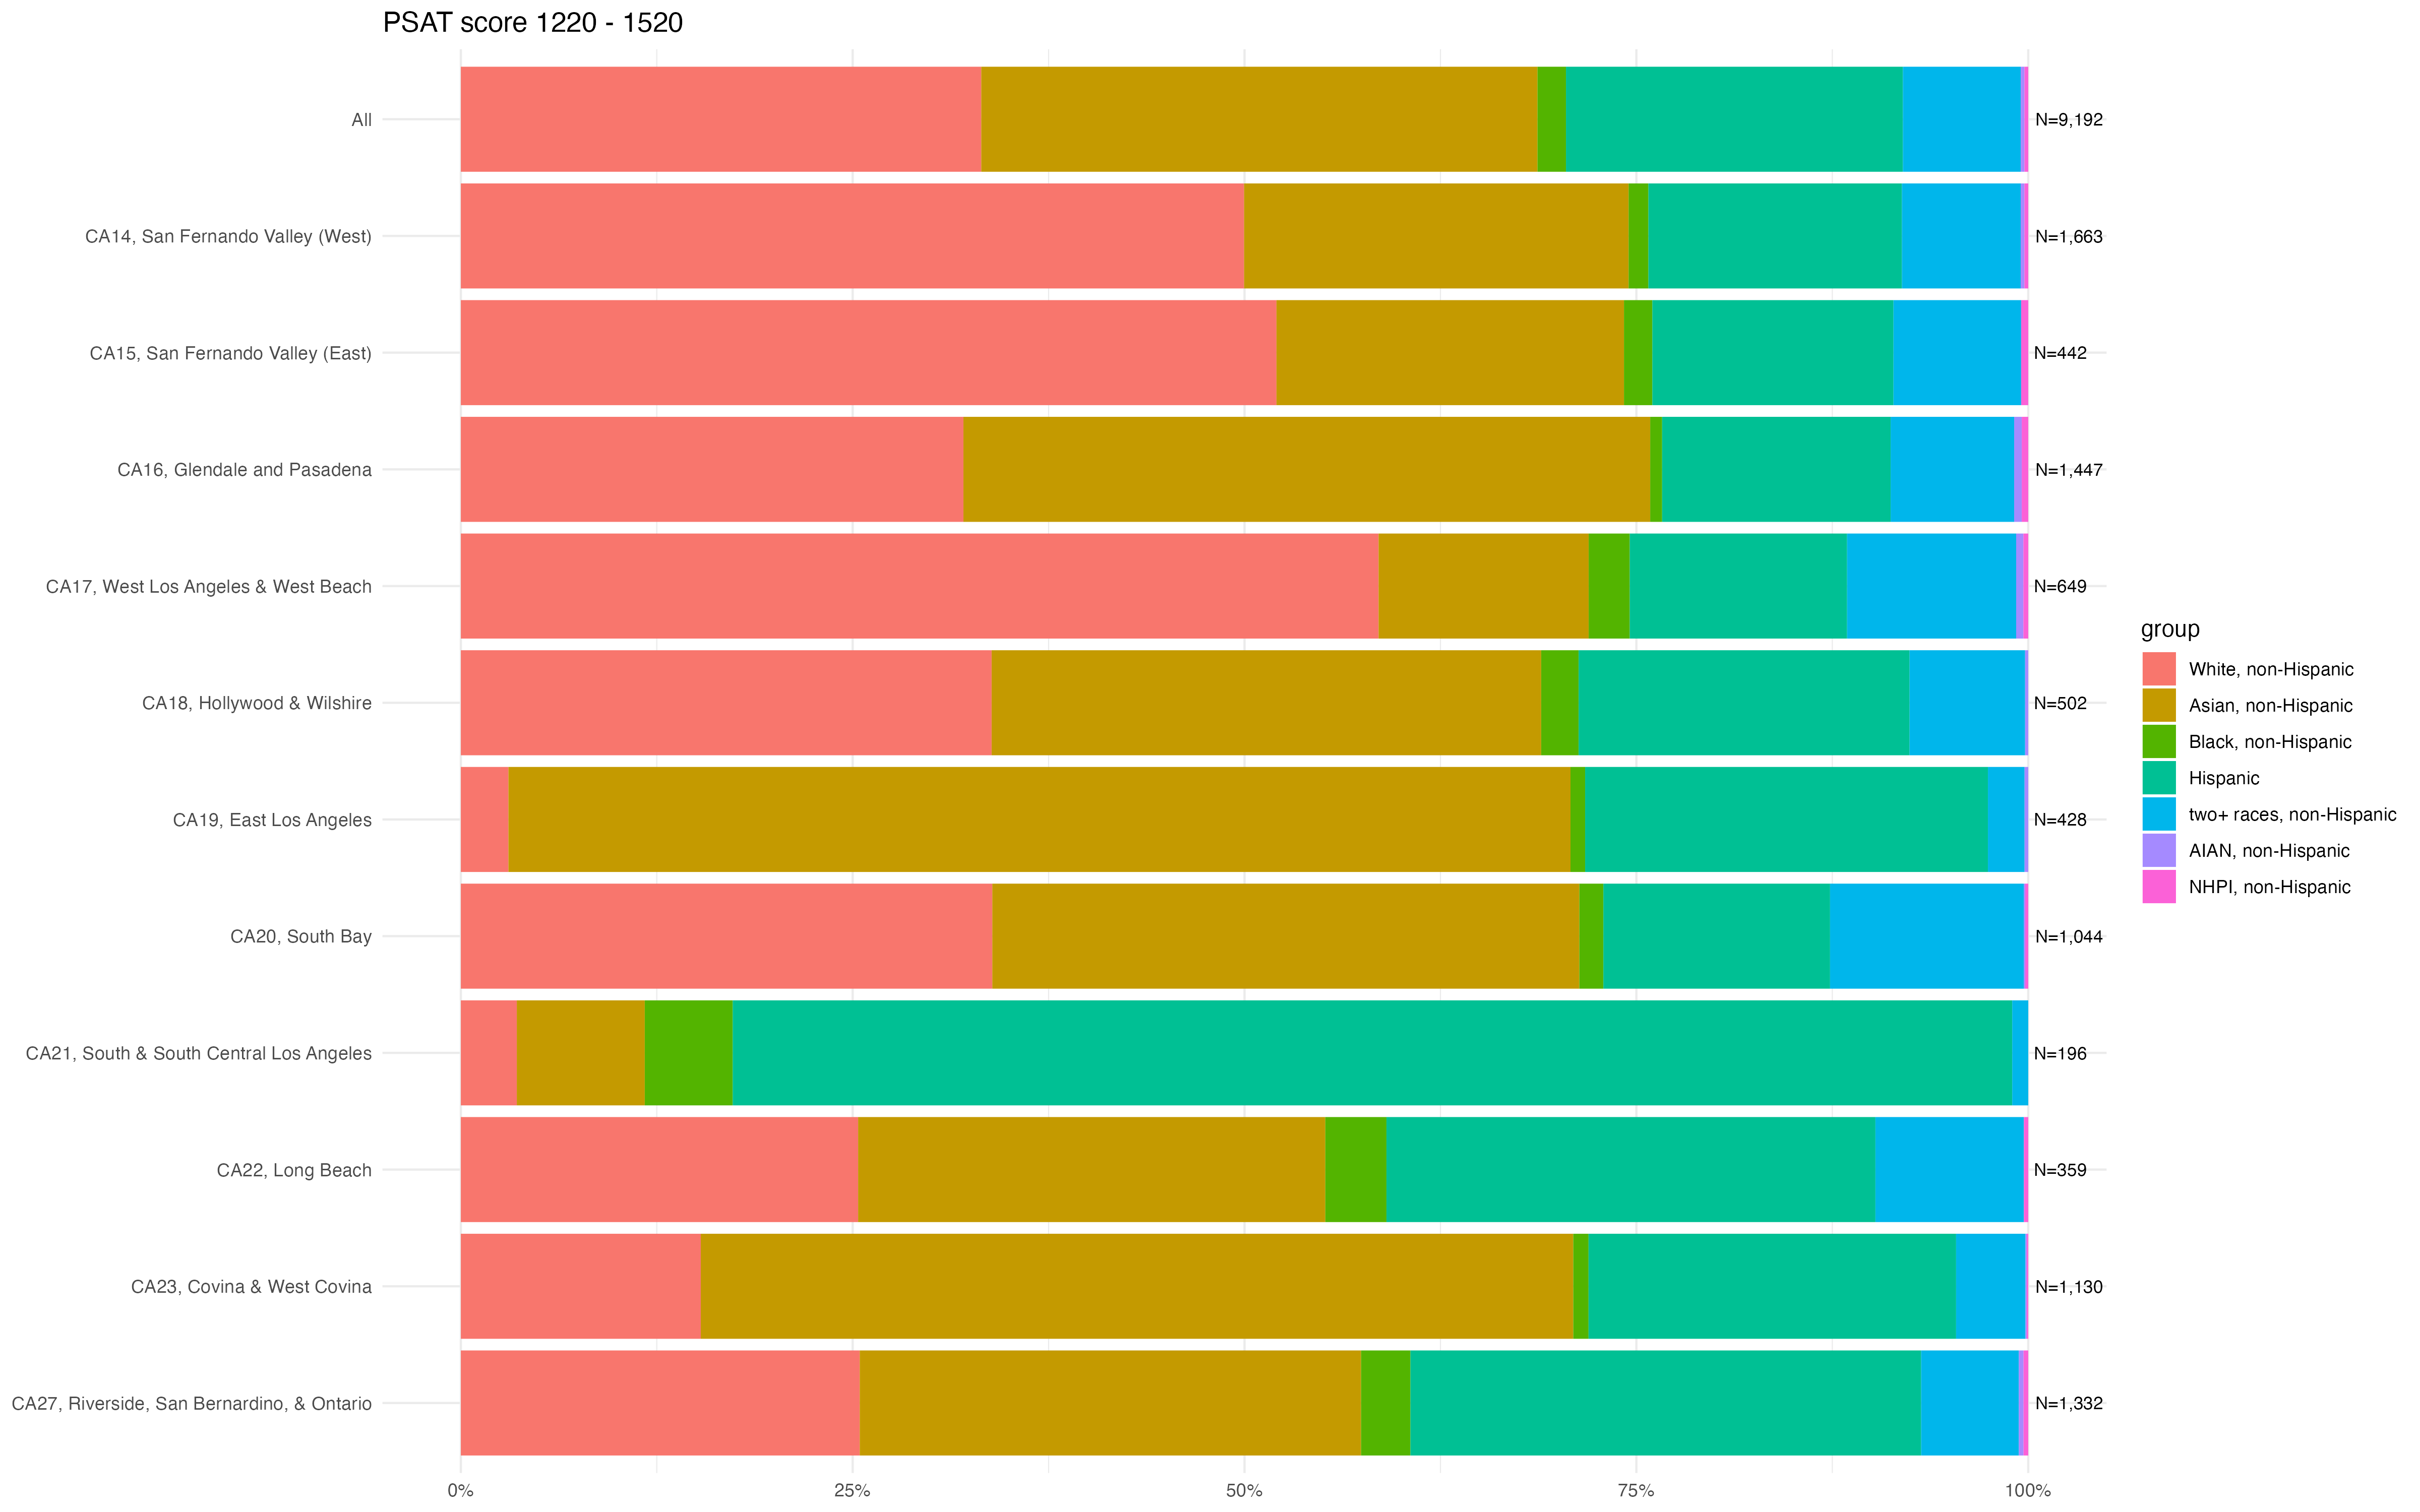 PSAT score 1220 - 1520
All
N=9,192
CA14, San Fernando Valley (West)
N=1,663
CA15, San Fernando Valley (East)
N=442
CA16, Glendale and Pasadena
N=1,447
CA17, West Los Angeles & West Beach
N=649
CA18, Hollywood & Wilshire
N=502
CA19, East Los Angeles
N=428
CA20, South Bay
N=1,044
CA21, South & South Central Los Angeles
N=196
CA22, Long Beach
N=359
CA23, Covina & West Covina
N=1,130
CA27, Riverside, San Bernardino, & Ontario
N=1,332
0% 25% 50% 75% 100%
group
White, non-Hispanic
Asian, non-Hispanic
Black, non-Hispanic
Hispanic
two+ races, non-Hispanic
AIAN, non-Hispanic
NHPI, non-Hispanic